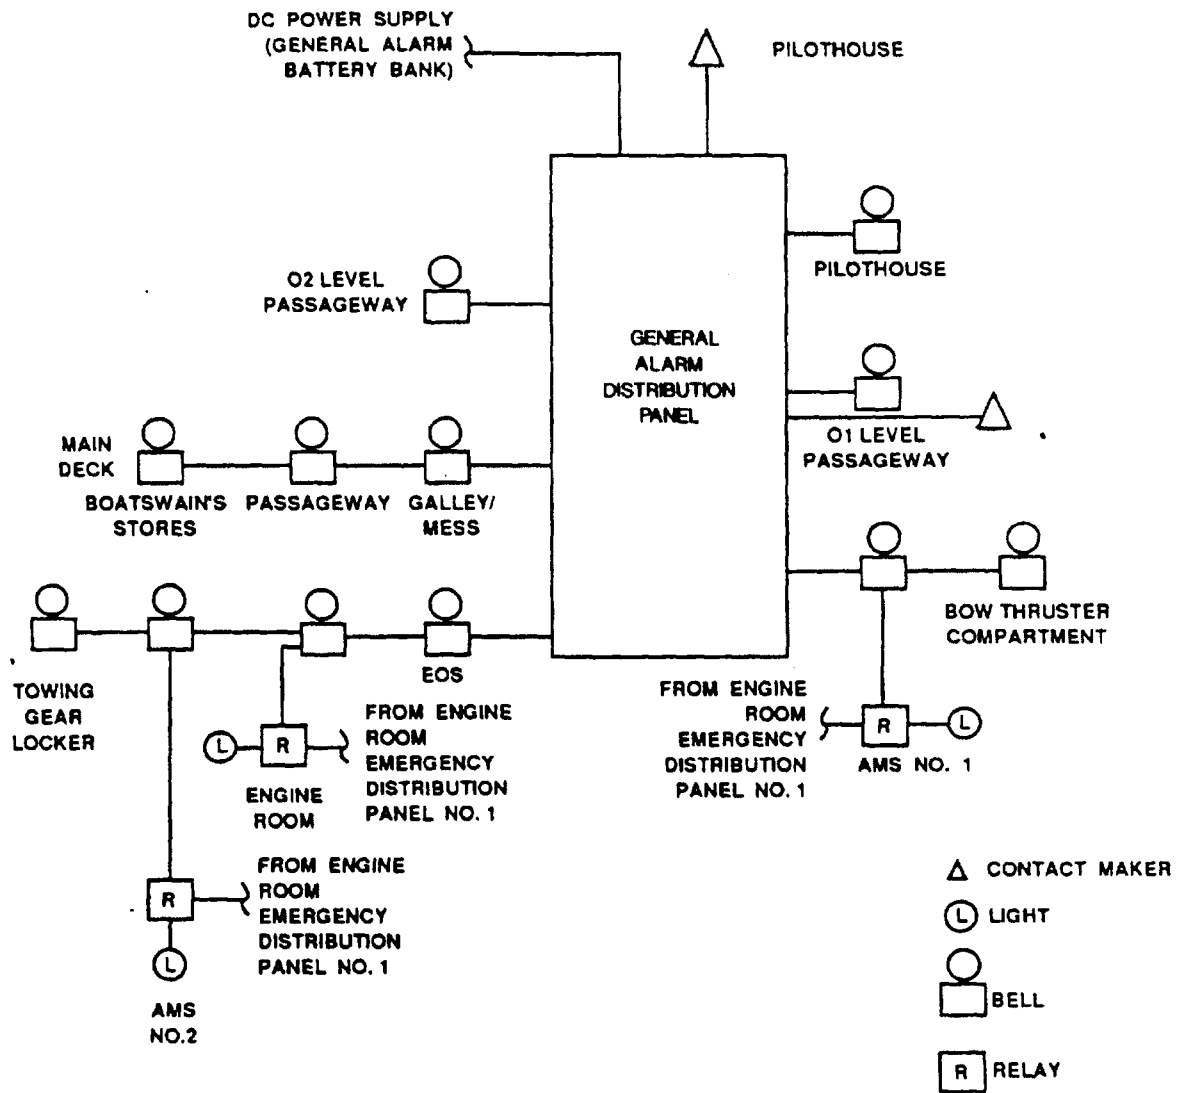 DC POWER SUPPLY
(GENERAL ALARM
BATTERY BANK)
PILOTHOUSE
PILOTHOUSE
O2 LEVEL
PASSAGEWAY
GENERAL
ALARM
DISTRIBUTION
PANEL
O1 LEVEL
PASSAGEWAY
MAIN
DECK
BOATSWAIN'S
STORES
PASSAGEWAY
GALLEY/
MESS
BOW THRUSTER
COMPARTMENT
EOS
TOWING
GEAR
LOCKER
L
R
FROM ENGINE
ROOM
EMERGENCY
DISTRIBUTION
PANEL NO. 1
ENGINE
ROOM
FROM ENGINE
ROOM
EMERGENCY
DISTRIBUTION
PANEL NO. 1
R
L
AMS NO. 1
R
FROM ENGINE
ROOM
EMERGENCY
DISTRIBUTION
PANEL NO. 1
L
AMS
NO.2
CONTACT MAKER
L LIGHT
BELL
R RELAY